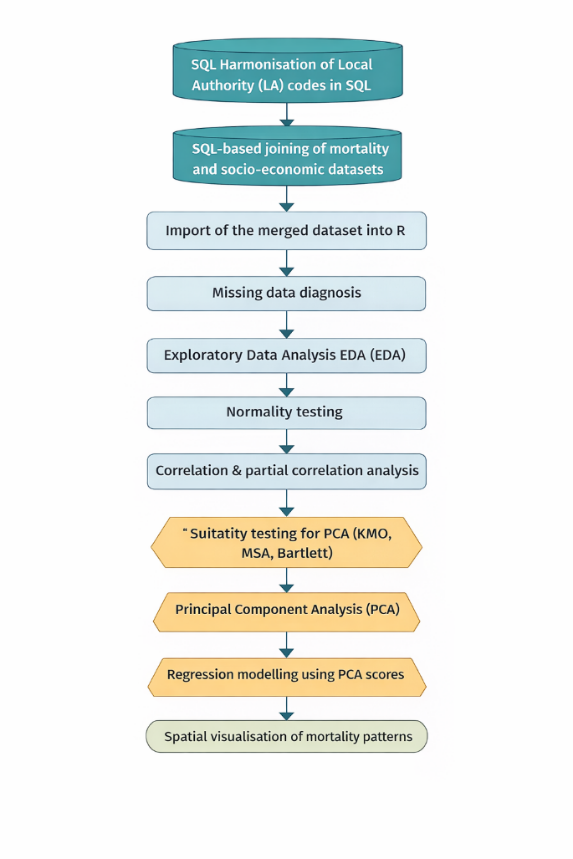 SQL Harmonisation of Local
Authority (LA) codes in SQL
SQL-based joining of mortality
and socio-economic datasets
Import of the merged dataset into R
Missing data diagnosis
Exploratory Data Analysis EDA (EDA)
Normality testing
Correlation & partial correlation analysis
" Suitatity testing for PCA (KMO,
MSA, Bartlett)
Principal Component Analysis (PCA)
Regression modelling using PCA scores
Spatial visualisation of mortality patterns